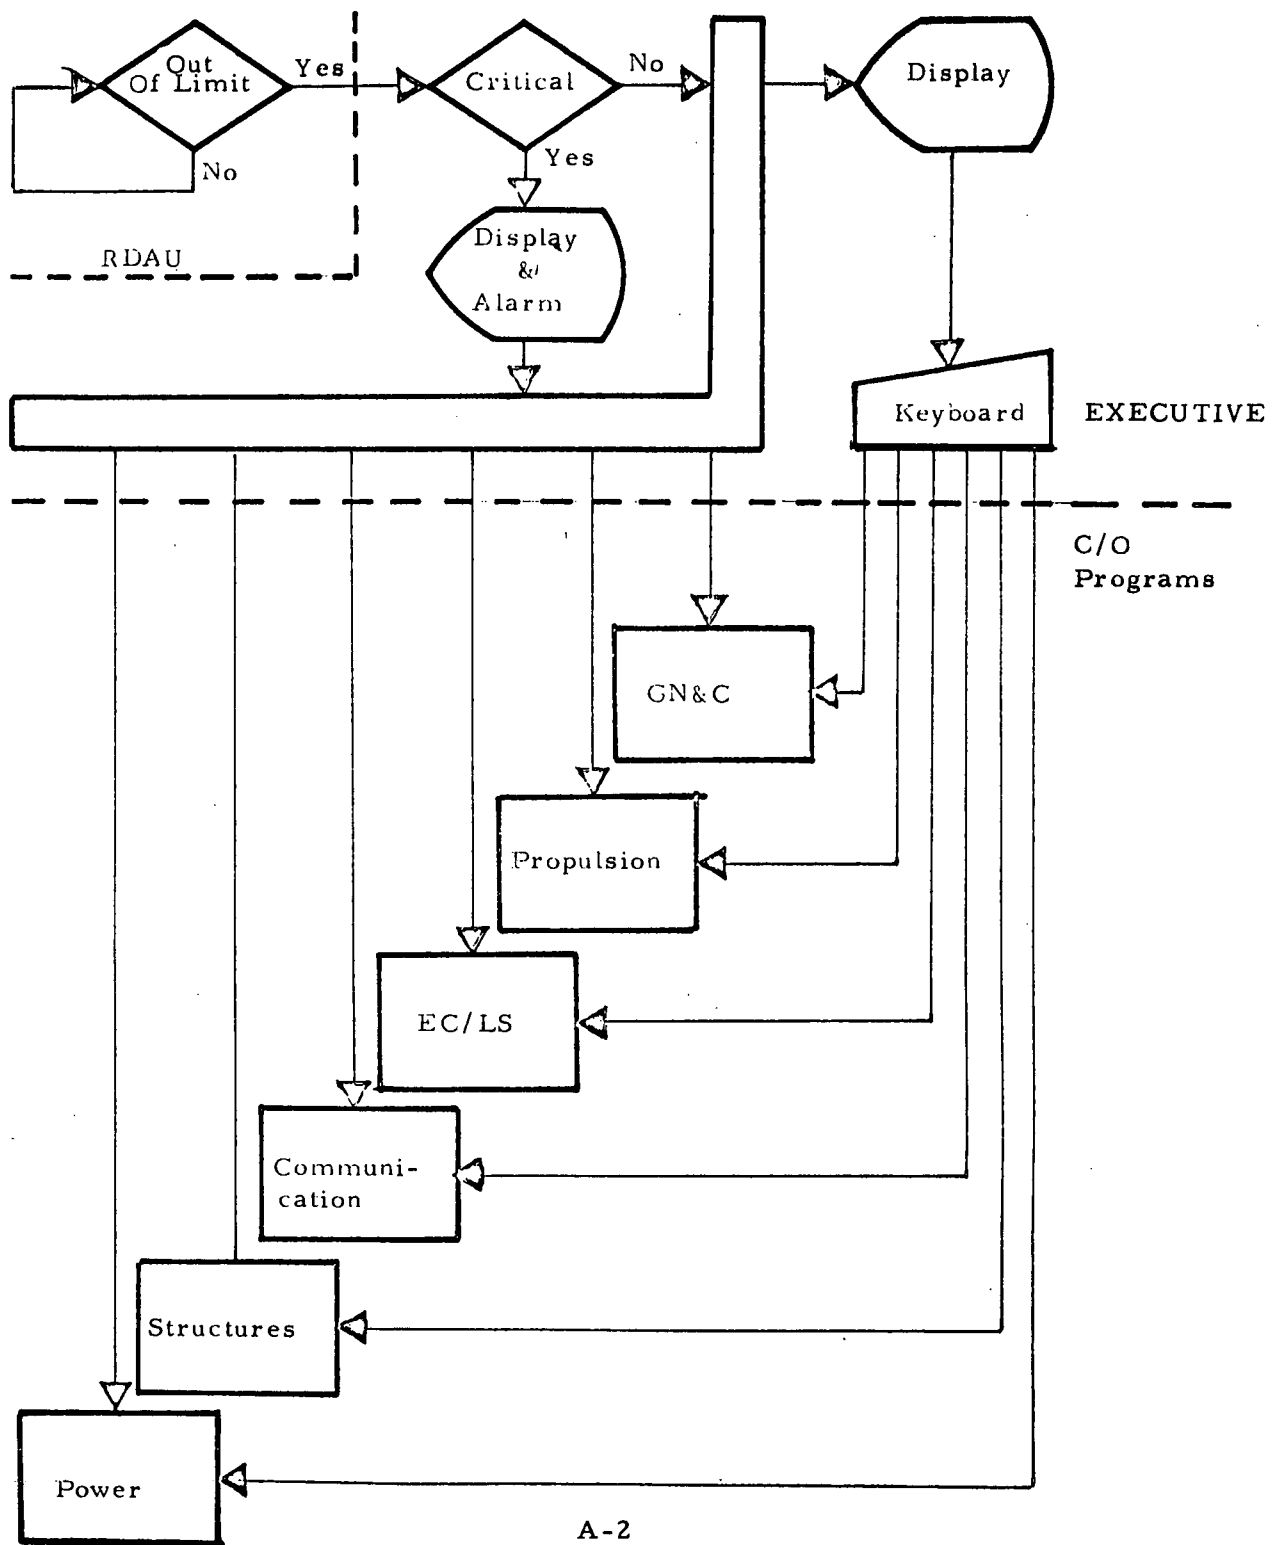 Out
Of Limit
Yes
No
RDAU
Critical
No
Yes
Display
&
Alarm
Display
Keyboard
EXECUTIVE
C/O
Programs
GN&C
Propulsion
EC/LS
Communi-
cation
Structures
Power
A-2